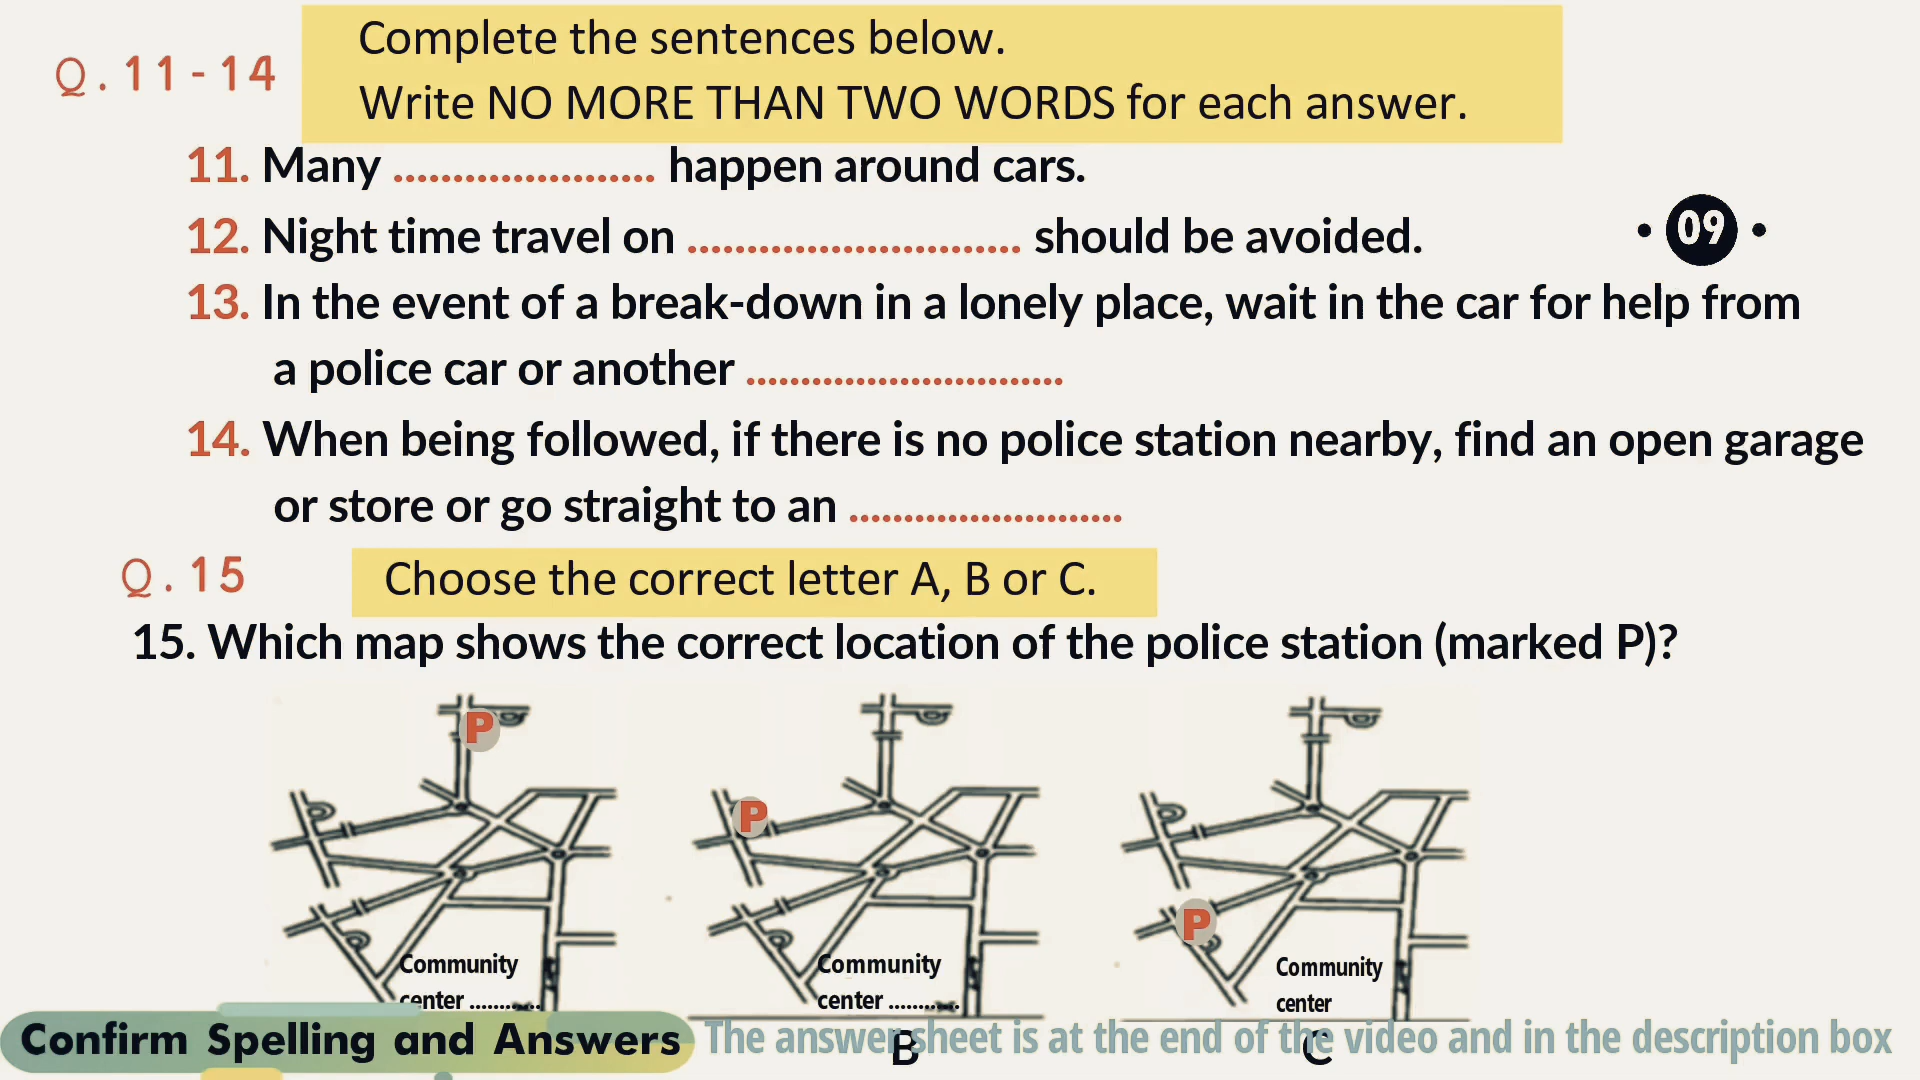 Q.11-14
Complete the sentences below.
Write NO MORE THAN TWO WORDS for each answer.
11. Many ...................... happen around cars.
12. Night time travel on ............................ should be avoided.
09
13. In the event of a break-down in a lonely place, wait in the car for help from
a police car or another ...........................
14. When being followed, if there is no police station nearby, find an open garage
or store or go straight to an .......................
Q.15
Choose the correct letter A, B or C.
15. Which map shows the correct location of the police station (marked P)?
P
P
P
Community
center ............
Community
center ............
Community
center
B
C
Confirm Spelling and Answers
The answer sheet is at the end of the video and in the description box